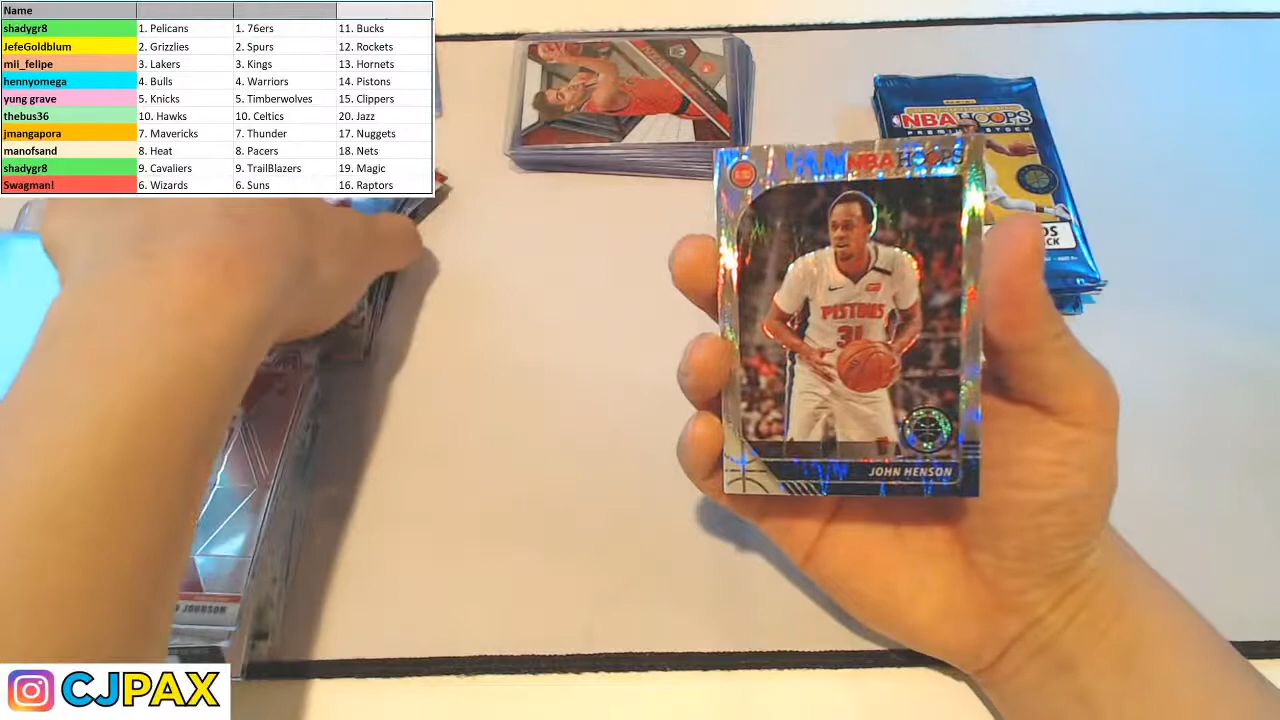 Name
shadygr8 1. Pelicans 1. 76ers 11. Bucks
JefeGoldblum 2. Grizzlies 2. Spurs 12. Rockets
mii_felipe 3. Lakers 3. Kings 13. Hornets
hennyomega 4. Bulls 4. Warriors 14. Pistons
yung grave 5. Knicks 5. Timberwolves 15. Clippers
thebus36 10. Hawks 10. Celtics 20. Jazz
jmangapora 7. Mavericks 7. Thunder 17. Nuggets
manofsand 8. Heat 8. Pacers 18. Nets
shadygr8 9. Cavaliers 9. TrailBlazers 19. Magic
Swagman! 6. Wizards 6. Suns 16. Raptors
PANINI
NBA HOOPS
PREMIUM STOCK
NBA HOOPS
PISTONS
31
JOHN HENSON
JOHNSON
CJPAX